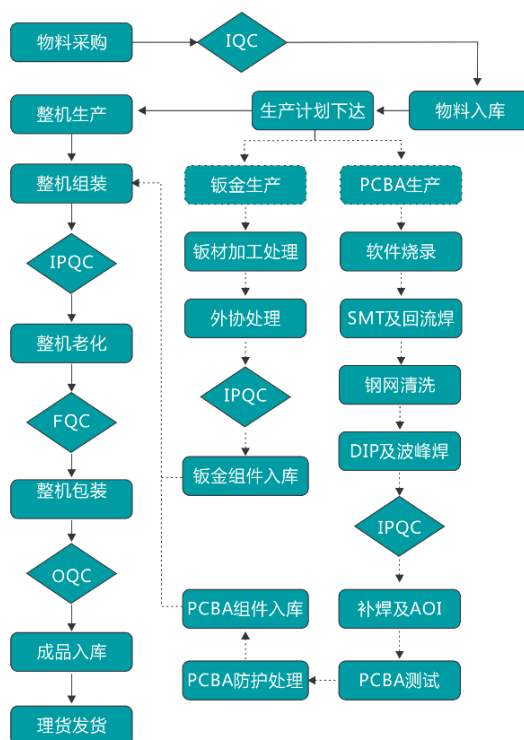 物料采购
IQC
整机生产
生产计划下达
物料入库
整机组装
钣金生产
PCBA生产
IPQC
钣材加工处理
软件烧录
整机老化
外协处理
SMT及回流焊
FQC
IPQC
钢网清洗
整机包装
钣金组件入库
DIP及波峰焊
IPQC
OQC
PCBA组件入库
补焊及AOI
成品入库
PCBA防护处理
PCBA测试
理货发货